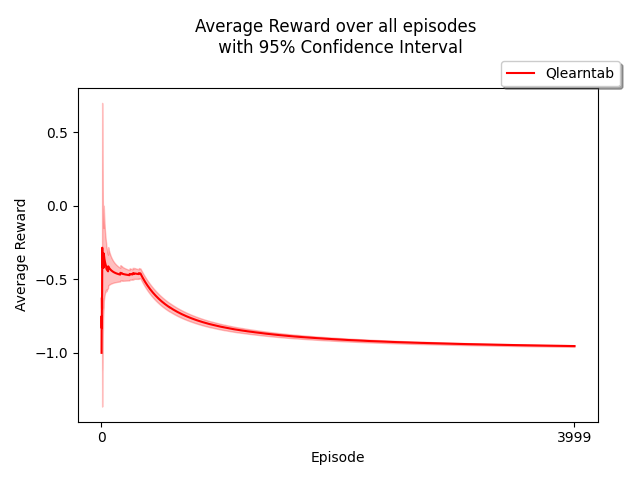 Average Reward over all episodes
with 95% Confidence Interval
Qlearntab
0.5
0.0
−0.5
−1.0
Average Reward
0
3999
Episode